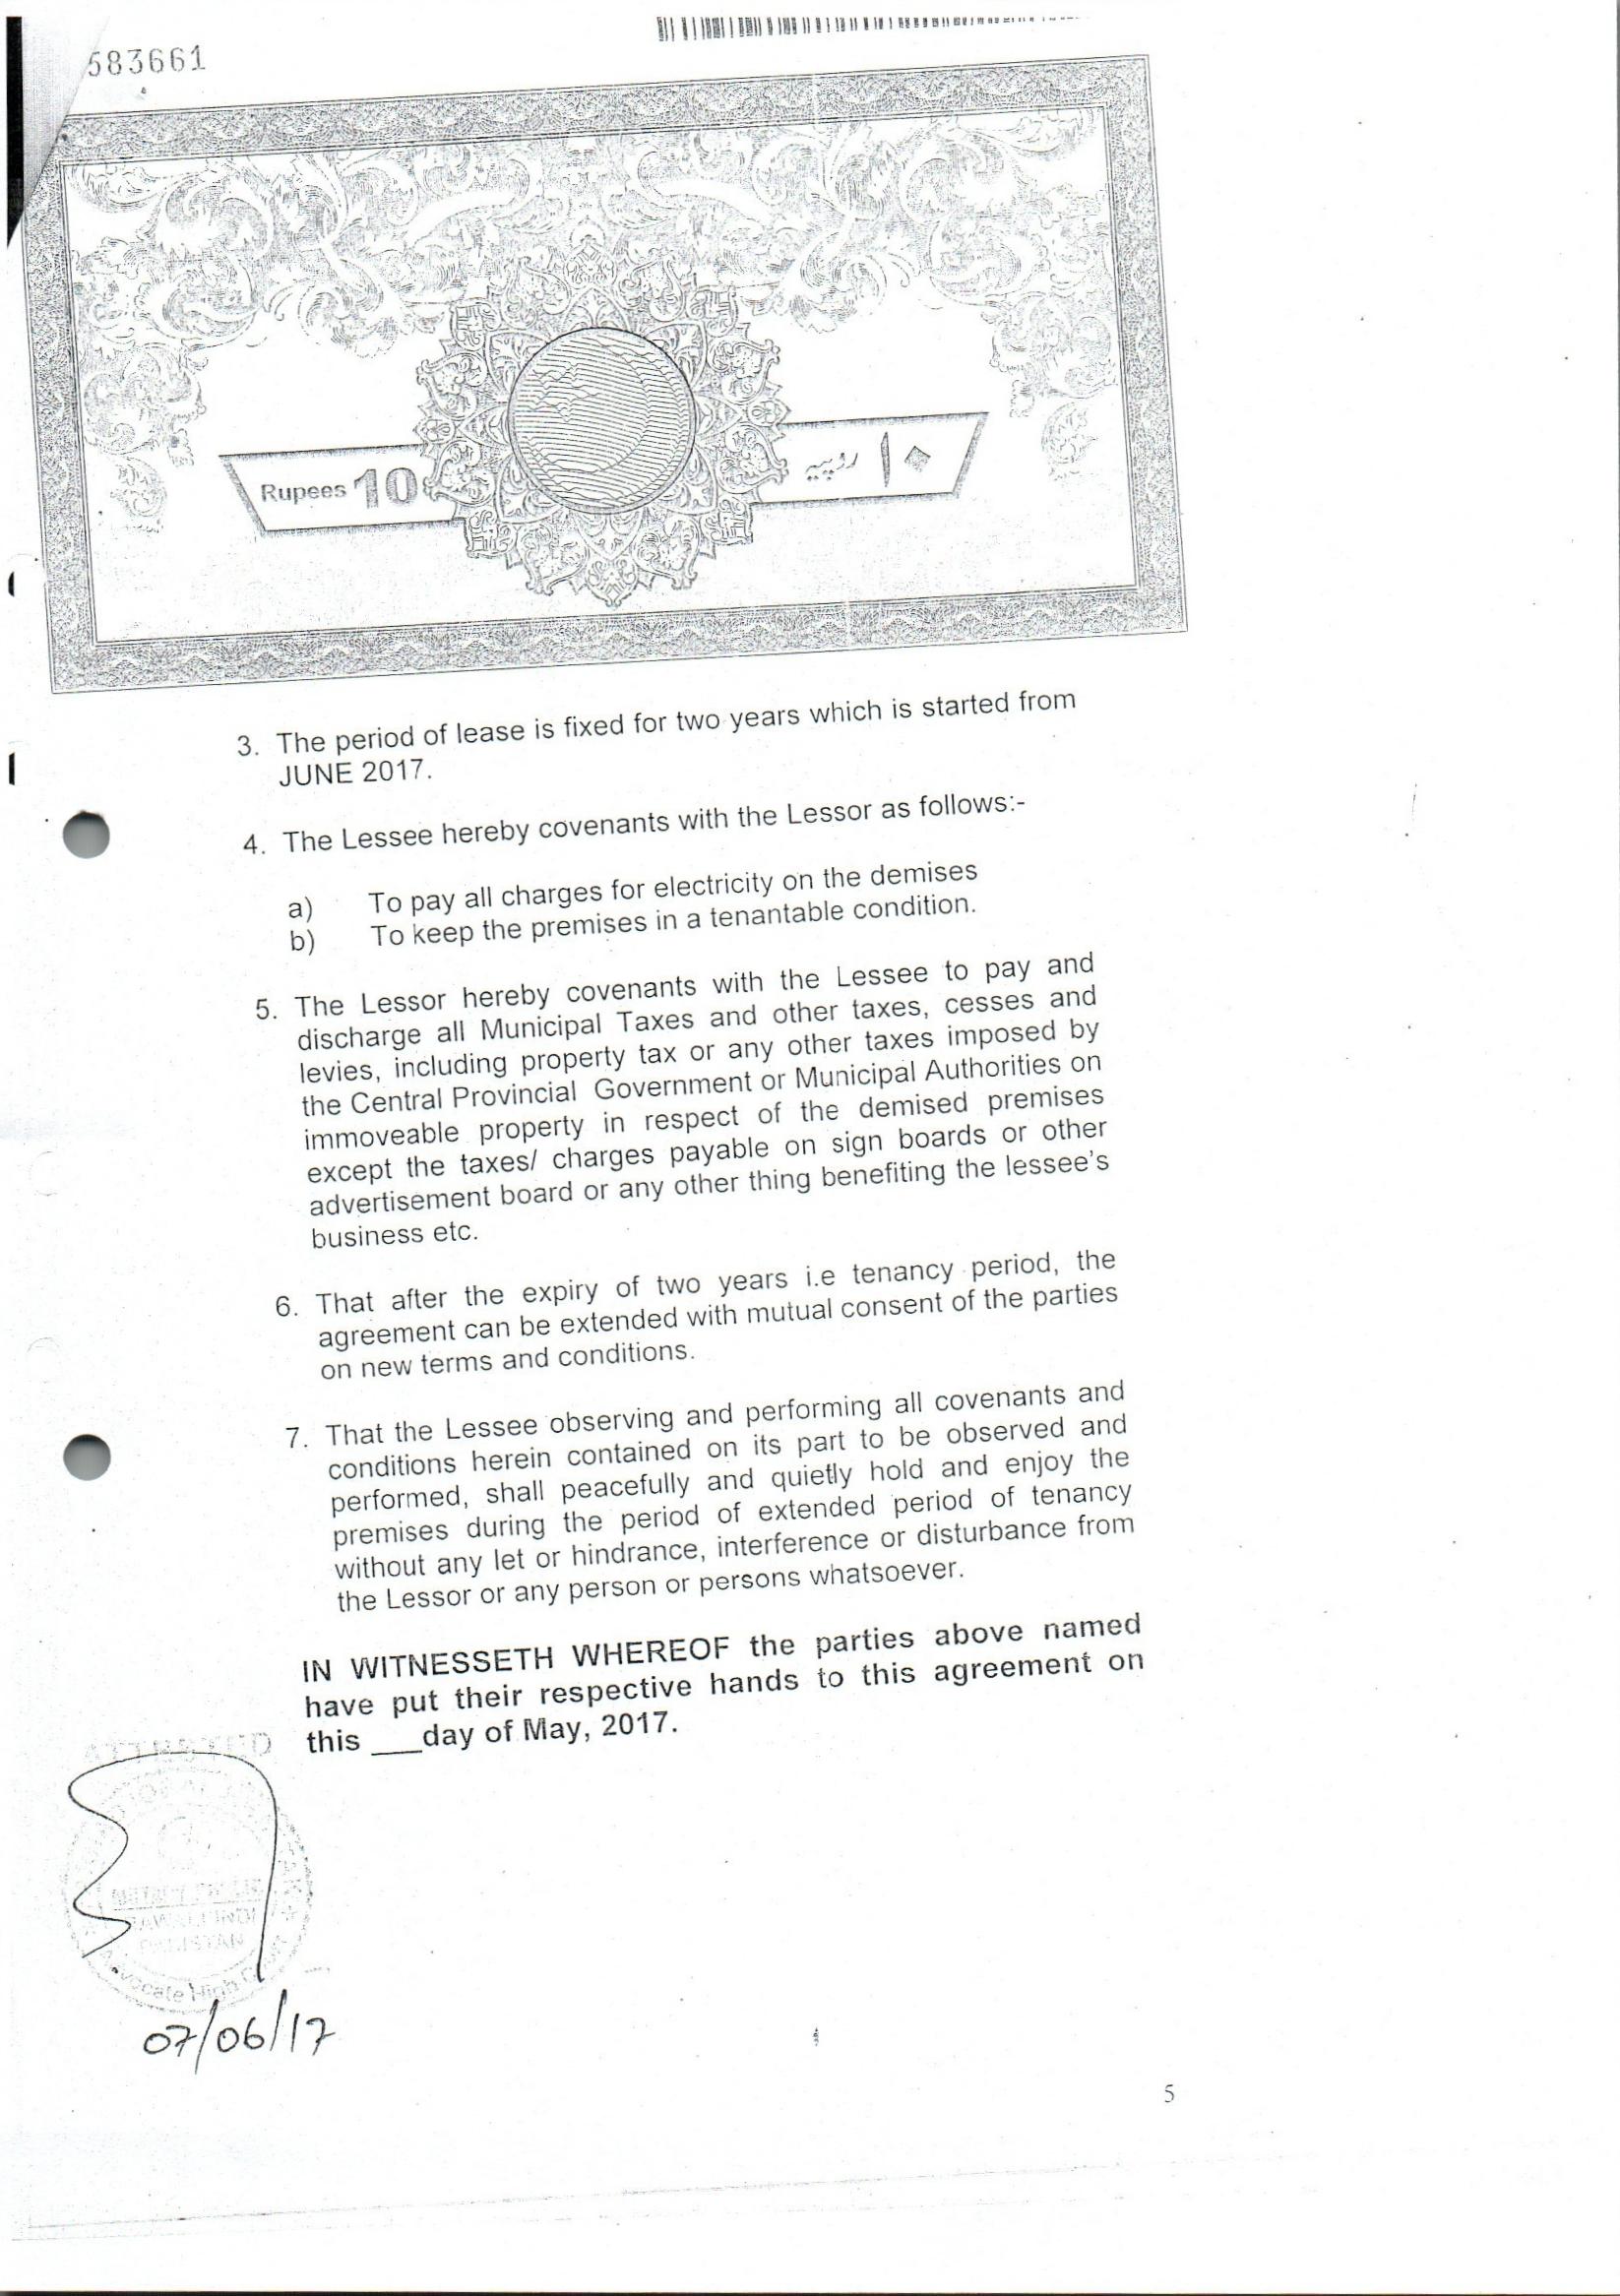 583661
Rupees 10
۱۰ روپیہ
3. The period of lease is fixed for two years which is started from
JUNE 2017.
4. The Lessee hereby covenants with the Lessor as follows:-
a) To pay all charges for electricity on the demises
b) To keep the premises in a tenantable condition.
5. The Lessor hereby covenants with the Lessee to pay and
discharge all Municipal Taxes and other taxes, cesses and
levies, including property tax or any other taxes imposed by
the Central Provincial Government or Municipal Authorities on
immoveable property in respect of the demised premises
except the taxes/ charges payable on sign boards or other
advertisement board or any other thing benefiting the lessee's
business etc.
6. That after the expiry of two years i.e tenancy period, the
agreement can be extended with mutual consent of the parties
on new terms and conditions.
7. That the Lessee observing and performing all covenants and
conditions herein contained on its part to be observed and
performed, shall peacefully and quietly hold and enjoy the
premises during the period of extended period of tenancy
without any let or hindrance, interference or disturbance from
the Lessor or any person or persons whatsoever.
IN WITNESSETH WHEREOF the parties above named
have put their respective hands to this agreement on
this ___day of May, 2017.
ATTESTED
NOTARY PUBLIC
RAWALPINDI
PAKISTAN
Advocate High
07/06/17
5